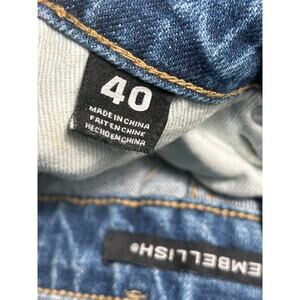 40
MADE IN CHINA
FAIT EN CHINE
HECHO EN CHINA
EMBELLISH®